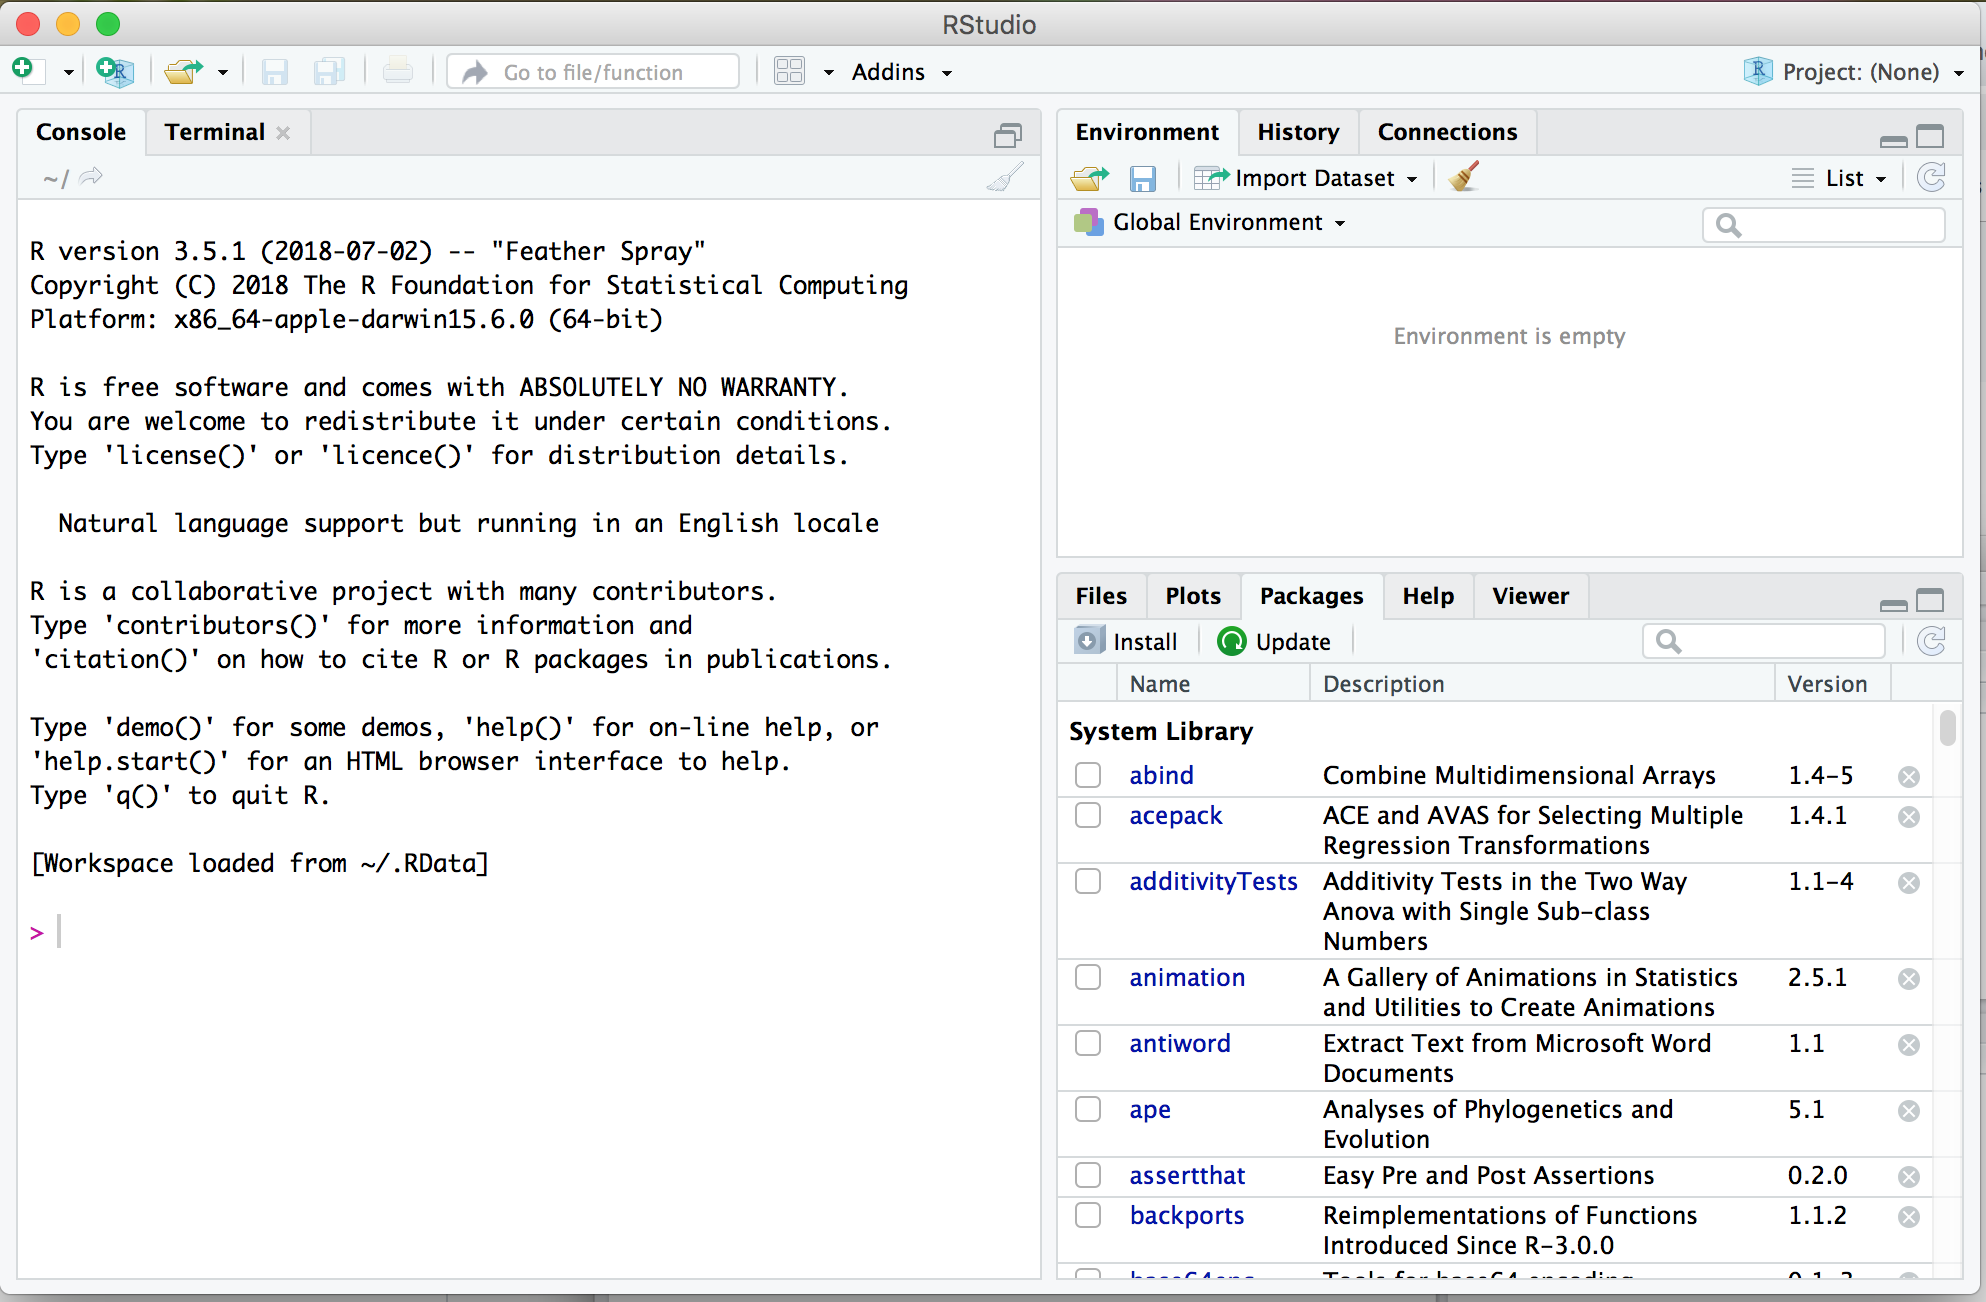 RStudio
Go to file/function
Addins
Project: (None)
Console
Terminal
~/
R version 3.5.1 (2018-07-02) -- "Feather Spray"
Copyright (C) 2018 The R Foundation for Statistical Computing
Platform: x86_64-apple-darwin15.6.0 (64-bit)
R is free software and comes with ABSOLUTELY NO WARRANTY.
You are welcome to redistribute it under certain conditions.
Type 'license()' or 'licence()' for distribution details.
Natural language support but running in an English locale
R is a collaborative project with many contributors.
Type 'contributors()' for more information and
'citation()' on how to cite R or R packages in publications.
Type 'demo()' for some demos, 'help()' for on-line help, or
'help.start()' for an HTML browser interface to help.
Type 'q()' to quit R.
[Workspace loaded from ~/.RData]
>
Environment History Connections
Import Dataset
List
Global Environment
Environment is empty
Files Plots Packages Help Viewer
Install Update
Name Description Version
System Library
abind Combine Multidimensional Arrays 1.4-5
acepack ACE and AVAS for Selecting Multiple 1.4.1
Regression Transformations
additivityTests Additivity Tests in the Two Way 1.1-4
Anova with Single Sub-class
Numbers
animation A Gallery of Animations in Statistics 2.5.1
and Utilities to Create Animations
antiword Extract Text from Microsoft Word 1.1
Documents
ape Analyses of Phylogenetics and 5.1
Evolution
assertthat Easy Pre and Post Assertions 0.2.0
backports Reimplementations of Functions 1.1.2
Introduced Since R-3.0.0
base64enc Tools for base64 encoding